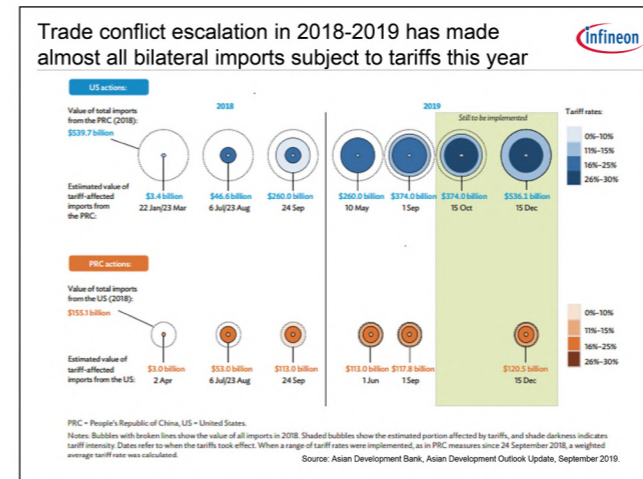 Trade conflict escalation in 2018-2019 has made
almost all bilateral imports subject to tariffs this year
infineon
US actions:
2018
2019
Value of total imports
from the PRC (2018):
$539.7 billion
Still to be implemented
Tariff rates:
0%–10%
11%–15%
16%–25%
26%–30%
Estimated value of
tariff-affected
imports from
the PRC:
$3.4 billion
22 Jan/23 Mar
$46.6 billion
6 Jul/23 Aug
$260.0 billion
24 Sep
$260.0 billion
10 May
$374.0 billion
1 Sep
$374.0 billion
15 Oct
$536.1 billion
15 Dec
PRC actions:
Value of total imports
from the US (2018):
$155.1 billion
0%–10%
11%–15%
16%–25%
26%–30%
Estimated value of
tariff-affected
imports from the US:
$3.0 billion
2 Apr
$53.0 billion
6 Jul/23 Aug
$113.0 billion
24 Sep
$113.0 billion
1 Jun
$117.8 billion
1 Sep
$120.5 billion
15 Dec
PRC = People's Republic of China, US = United States.
Notes: Bubbles with broken lines show the value of all imports in 2018. Shaded bubbles show the estimated portion affected by tariffs, and shade darkness indicates
tariff intensity. Dates refer to when the tariffs took effect. When a range of tariffs were implemented, as in PRC measures since 24 September 2018, a weighted
average tariff rate was calculated.
Source: Asian Development Bank, Asian Development Outlook Update, September 2019.